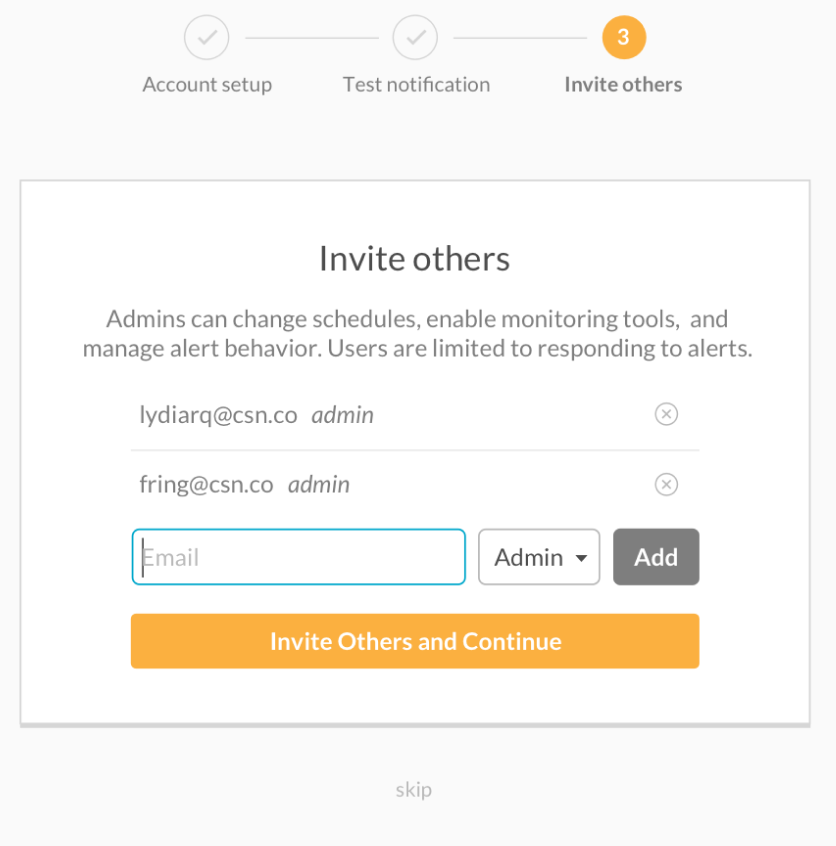 3
Account setup Test notification Invite others
Invite others
Admins can change schedules, enable monitoring tools, and
manage alert behavior. Users are limited to responding to alerts.
lydiarq@csn.co admin
fring@csn.co admin
Email Admin Add
Invite Others and Continue
skip